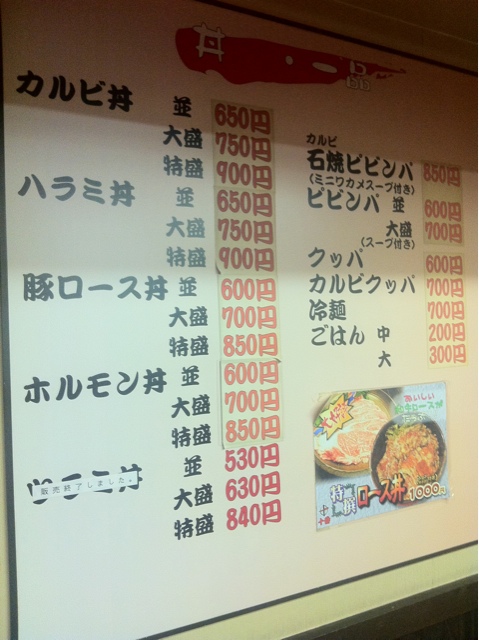 丼・一品
カルビ丼 並 650円
大盛 750円
特盛 900円
ハラミ丼 並 650円
大盛 750円
特盛 900円
豚ロース丼 並 600円
大盛 700円
特盛 850円
ホルモン丼 並 600円
大盛 700円
特盛 850円
並 530円
販売終了しました。
大盛 630円
特盛 840円
カルビ
石焼ビビンバ 850円
(ミニワカメスープ付き)
ビビンバ 並 600円
大盛 700円
(スープ付き)
クッパ 600円
カルビクッパ 700円
冷麺 700円
ごはん 中 200円
大 300円
おいしい
特撰 ロース丼 1000円